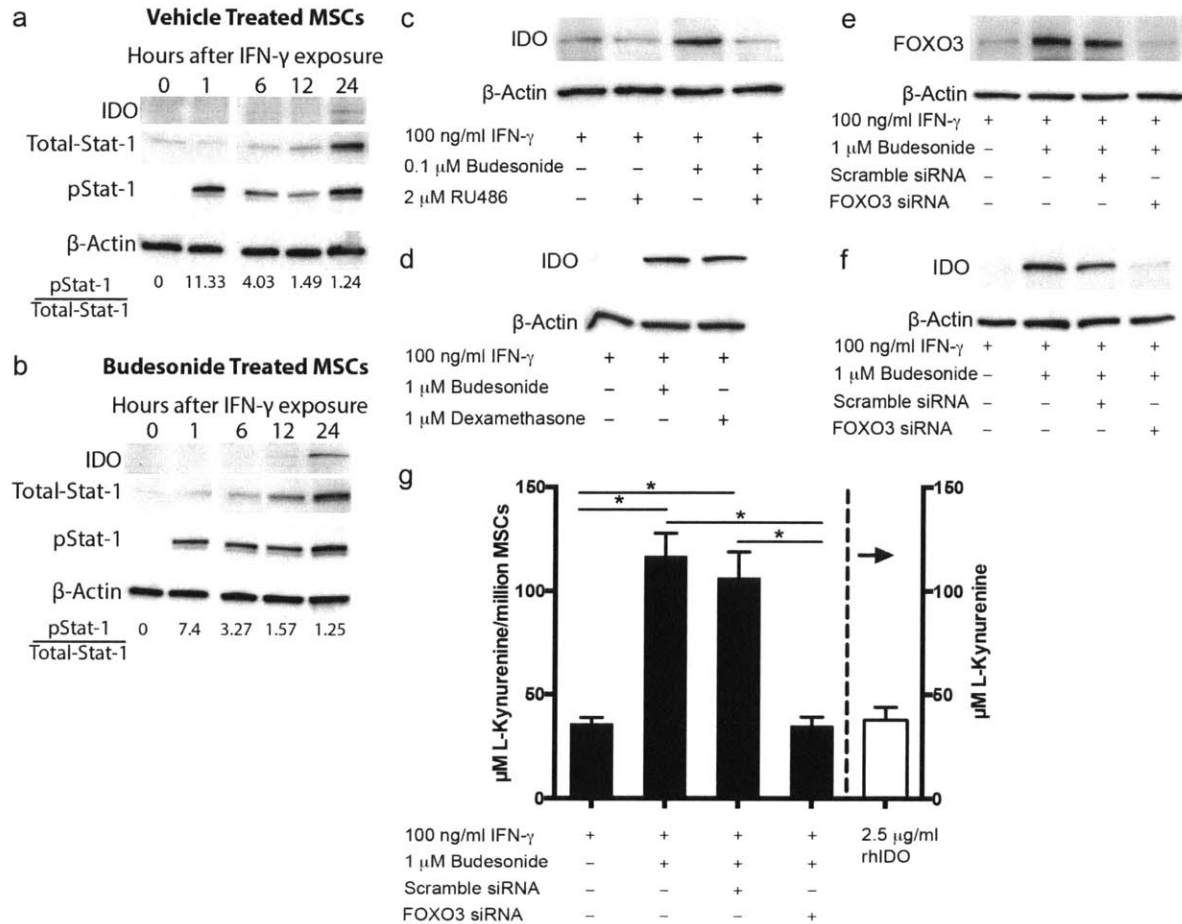 a
Vehicle Treated MSCs
Hours after IFN-γ exposure
0 1 6 12 24
IDO
Total-Stat-1
pStat-1
β-Actin
pStat-1
Total-Stat-1
0 11.33 4.03 1.49 1.24
b
Budesonide Treated MSCs
Hours after IFN-γ exposure
0 1 6 12 24
IDO
Total-Stat-1
pStat-1
β-Actin
pStat-1
Total-Stat-1
0 7.4 3.27 1.57 1.25
c
IDO
β-Actin
100 ng/ml IFN-γ + + + +
0.1 μM Budesonide − − + +
2 μM RU486 − + − +
d
IDO
β-Actin
100 ng/ml IFN-γ + + +
1 μM Budesonide − + −
1 μM Dexamethasone − − +
e
FOXO3
β-Actin
100 ng/ml IFN-γ + + + +
1 μM Budesonide − + + +
Scramble siRNA − − + −
FOXO3 siRNA − − − +
f
IDO
β-Actin
100 ng/ml IFN-γ + + + +
1 μM Budesonide − + + +
Scramble siRNA − − + −
FOXO3 siRNA − − − +
g
µM L-Kynurenine/million MSCs
150
100
50
0
* * * *
150
100
50
0
µM L-Kynurenine
100 ng/ml IFN-γ + + + +
1 μM Budesonide − + + +
Scramble siRNA − − + −
FOXO3 siRNA − − − +
2.5 μg/ml
rhIDO